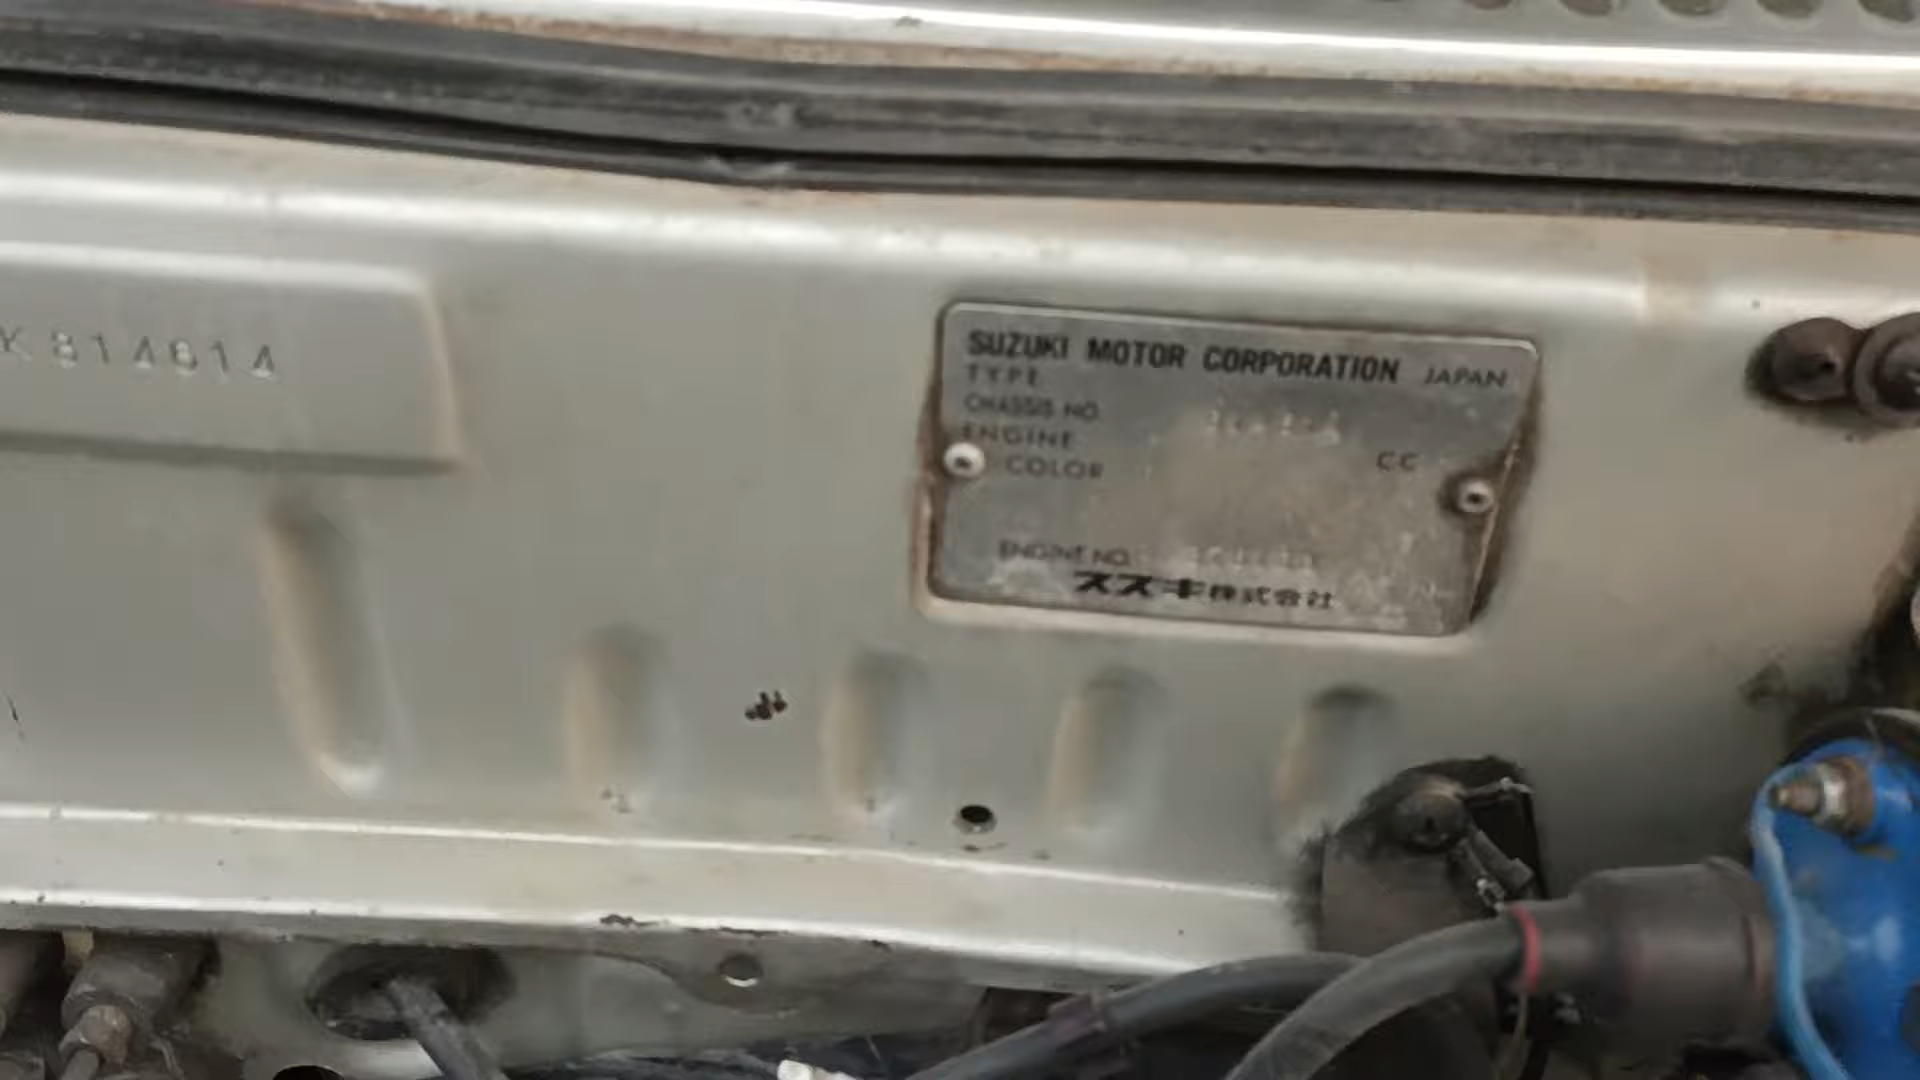 K814614
SUZUKI MOTOR CORPORATION JAPAN
TYPE
CHASSIS NO.
ENGINE
CC
COLOR
ENGINE NO.
スズキ株式会社